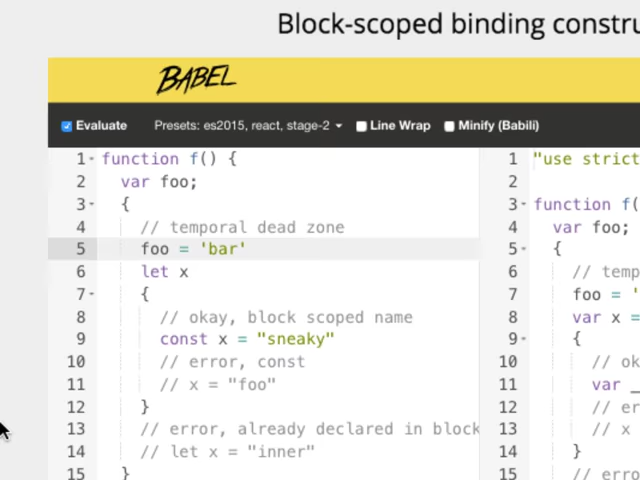 Block-scoped binding constru
BABEL
Evaluate Presets: es2015, react, stage-2 Line Wrap Minify (Babili)
1 function f() {
2 var foo;
3 {
4 // temporal dead zone
5 foo = 'bar'
6 let x
7 {
8 // okay, block scoped name
9 const x = "sneaky"
10 // error, const
11 // x = "foo"
12 }
13 // error, already declared in block
14 // let x = "inner"
15 }
1 "use strict
2
3 function f(
4 var foo;
5 {
6 // temp
7 foo = '
8 var x =
9 {
10 // ok
11 var _
12 // er
13 // x
14 }
15 // erro